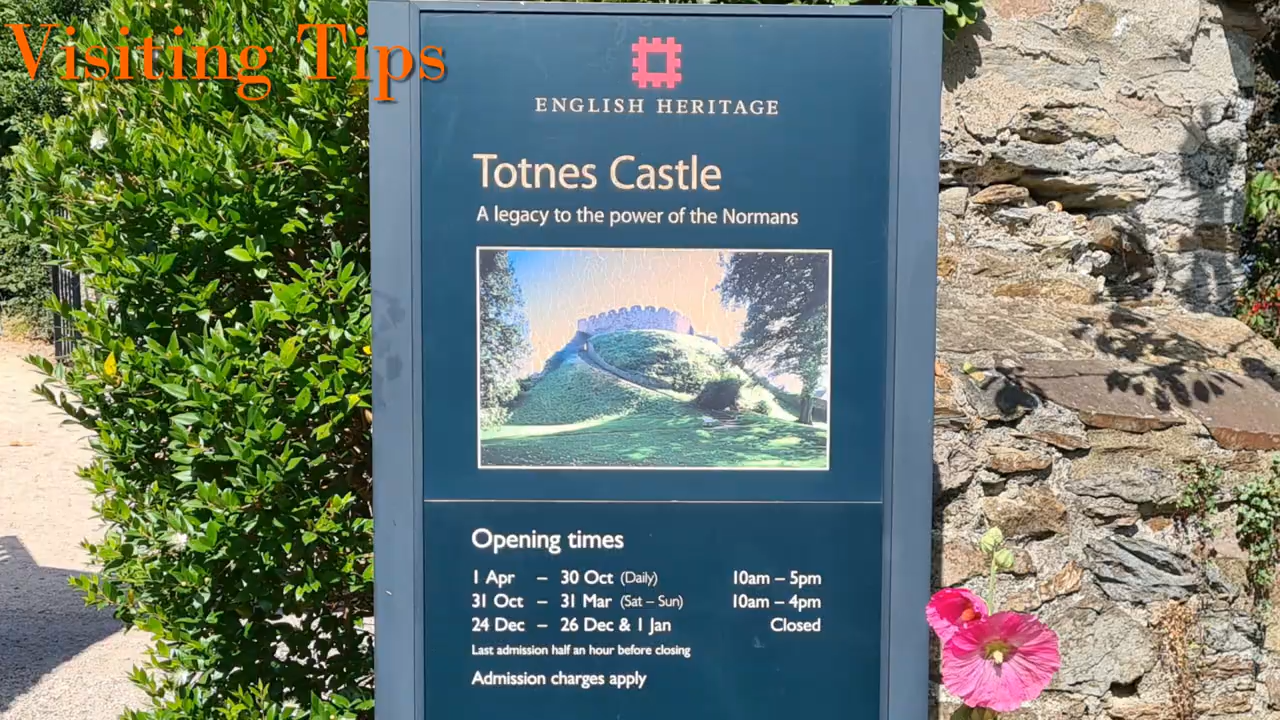 Visiting Tips
ENGLISH HERITAGE
Totnes Castle
A legacy to the power of the Normans
Opening times
1 Apr – 30 Oct (Daily) 10am – 5pm
31 Oct – 31 Mar (Sat – Sun) 10am – 4pm
24 Dec – 26 Dec & 1 Jan Closed
Last admission half an hour before closing
Admission charges apply